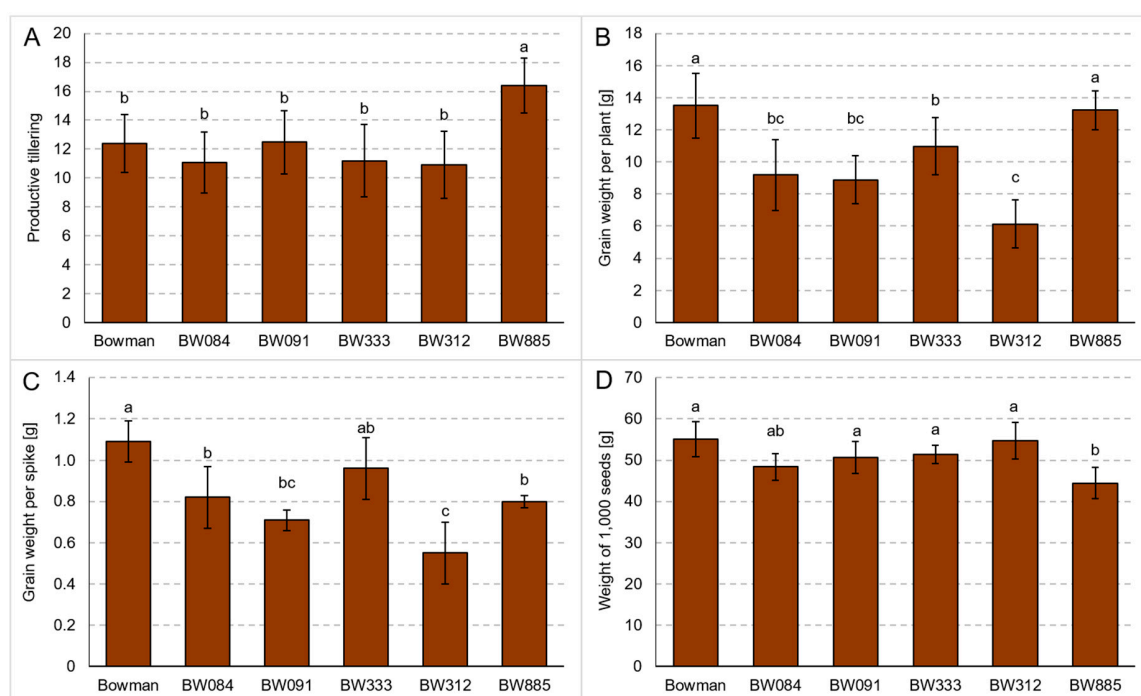 A
Productive tillering
20
18
16
14
12
10
8
6
4
2
0
b
b
b
b
b
a
Bowman BW084 BW091 BW333 BW312 BW885
B
Grain weight per plant [g]
18
16
14
12
10
8
6
4
2
0
a
bc
bc
b
c
a
Bowman BW084 BW091 BW333 BW312 BW885
C
Grain weight per spike [g]
1.4
1.2
1.0
0.8
0.6
0.4
0.2
0
a
b
bc
ab
c
b
Bowman BW084 BW091 BW333 BW312 BW885
D
Weight of 1,000 seeds [g]
70
60
50
40
30
20
10
0
a
ab
a
a
a
b
Bowman BW084 BW091 BW333 BW312 BW885